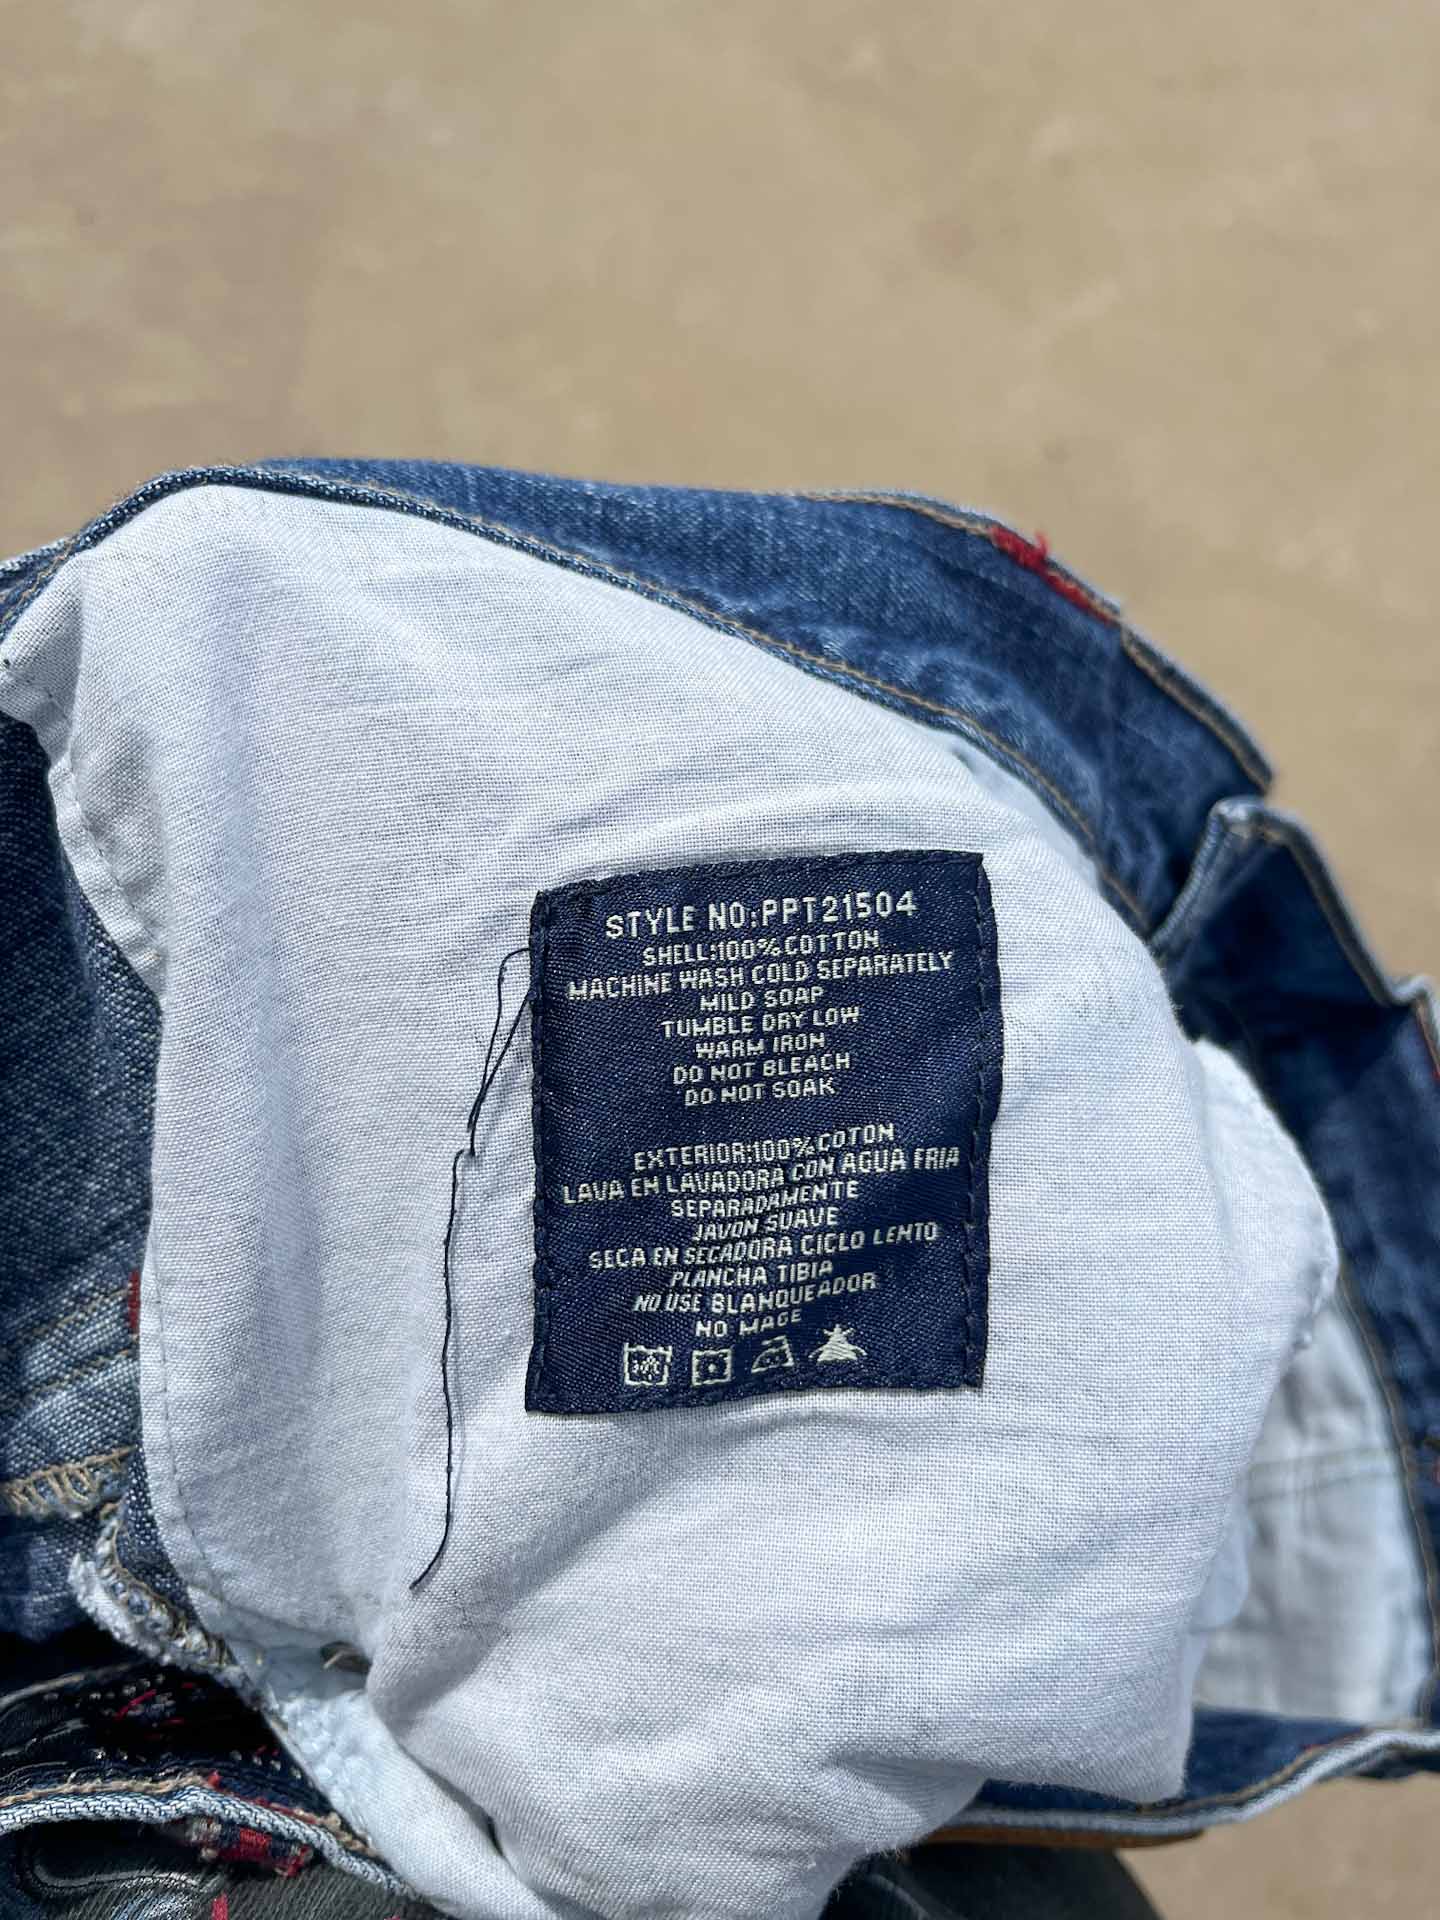 STYLE NO:PPT21504
SHELL:100%COTTON
MACHINE WASH COLD SEPARATELY
MILD SOAP
TUMBLE DRY LOW
WARM IRON
DO NOT BLEACH
DO NOT SOAK
EXTERIOR:100%COTON
LAVA EN LAVADORA CON AGUA FRIA
SEPARADAMENTE
JAVON SUAVE
SECA EN SECADORA CICLO LENTO
PLANCHA TIBIA
NO USE BLANQUEADOR
NO MAGE